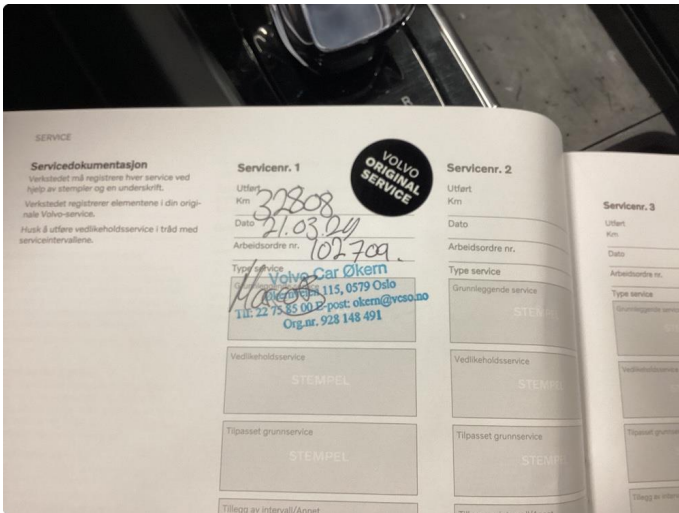 R
SERVICE
Servicedokumentasjon
Verkstedet må registrere hver service ved
hjelp av stempler og en underskrift.
Verkstedet registrerer elementene i din origi-
nale Volvo-service.
Husk å utføre vedlikeholdsservice i tråd med
serviceintervallene.
VOLVO
ORIGINAL
SERVICE
Servicenr. 1
Utført
Km 32808
Dato 21.03.24
Arbeidsordre nr. 102709.
Type service
Volvo Car Økern
115, 0579 Oslo
Tlf: 22 75 85 00 E-post: okern@vcso.no
Org.nr. 928 148 491
Vedlikeholdsservice
STEMPEL
Tilpasset grunnservice
STEMPEL
Tillegg av intervall/Annet
Servicenr. 2
Utført
Km
Dato
Arbeidsordre nr.
Type service
Grunnleggende service
STEMPEL
Vedlikeholdsservice
STEMPEL
Tilpasset grunnservice
STEMPEL
Servicenr. 3
Utført
Km
Dato
Arbeidsordre nr.
Type service
Grunnleggende service
Vedlikeholdsservice